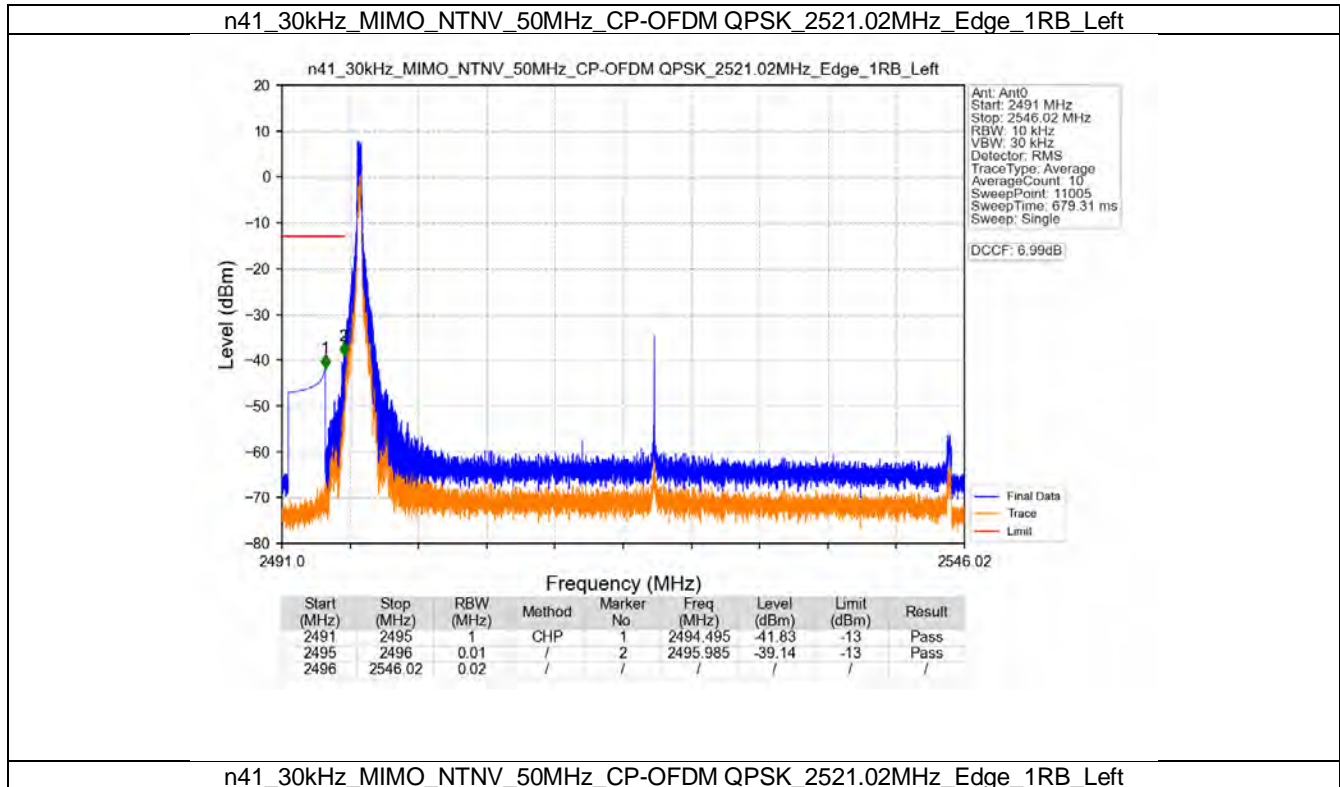 n41_30kHz_MIMO_NTNV_50MHz_CP-OFDM QPSK_2521.02MHz_Edge_1RB_Left
n41_30kHz_MIMO_NTNV_50MHz_CP-OFDM QPSK_2521.02MHz_Edge_1RB_Left
Ant: Ant0
Start: 2491 MHz
Stop: 2546.02 MHz
RBW: 10 kHz
VBW: 30 kHz
Detector: RMS
TraceType: Average
AverageCount: 10
SweepPoint: 11005
SweepTime: 679.31 ms
Sweep: Single
DCCF: 6.99dB
Level (dBm)
20
10
0
−10
−20
−30
−40
−50
−60
−70
−80
1
2
Final Data
Trace
Limit
2491.0 2546.02
Frequency (MHz)
Start (MHz) Stop (MHz) RBW (MHz) Method Marker No Freq (MHz) Level (dBm) Limit (dBm) Result
2491 2495 1 CHP 1 2494.495 -41.83 -13 Pass
2495 2496 0.01 / 2 2495.985 -39.14 -13 Pass
2496 2546.02 0.02 / / / / / /
n41_30kHz_MIMO_NTNV_50MHz_CP-OFDM QPSK_2521.02MHz_Edge_1RB_Left